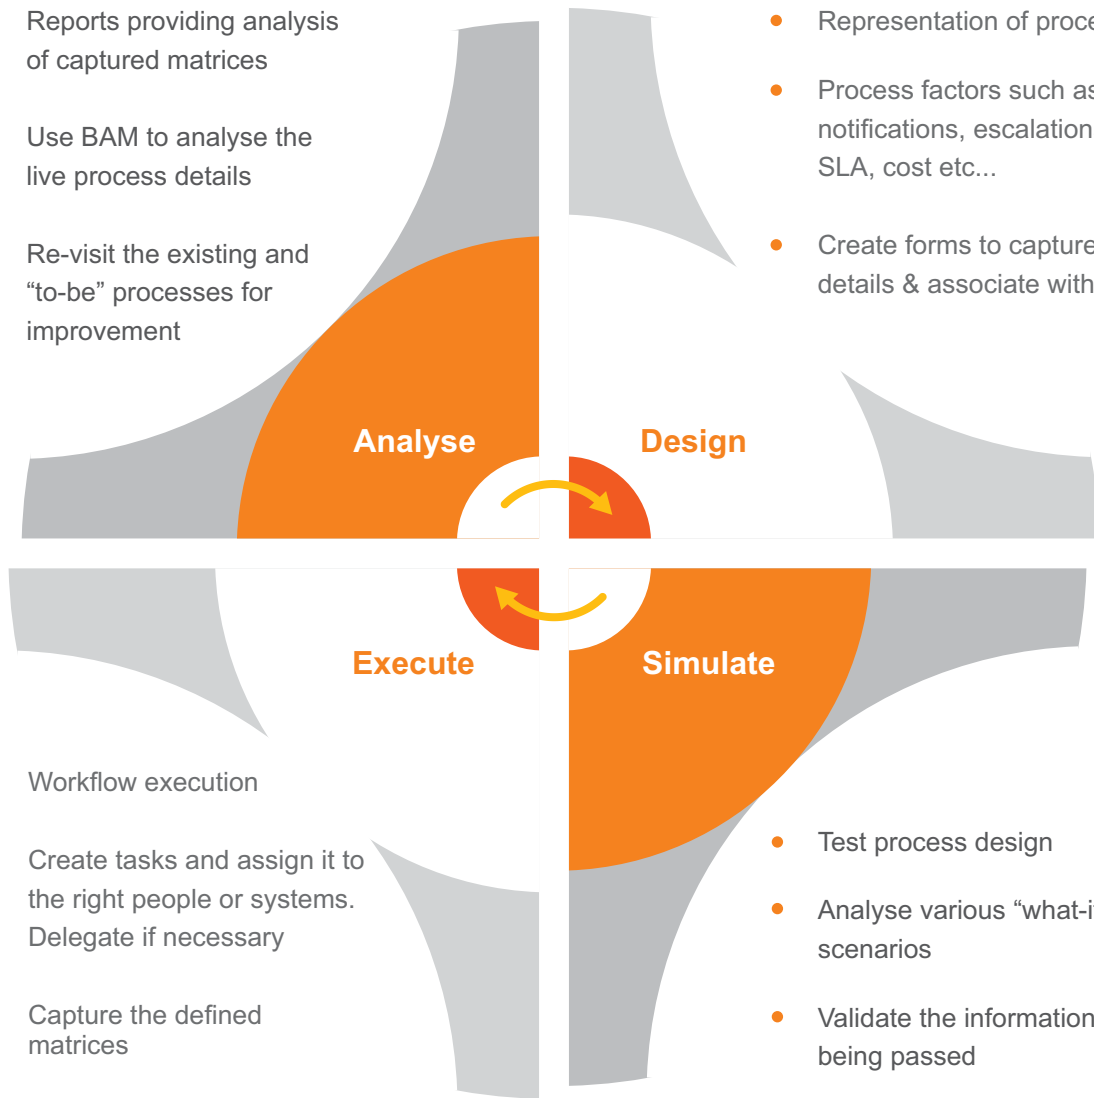 Reports providing analysis
of captured matrices
Use BAM to analyse the
live process details
Re-visit the existing and
“to-be” processes for
improvement
Analyse
Representation of
Process factors such as
notifications,
SLA, cost etc...
Create forms to capture
details & associate with
Design
Execute
Workflow execution
Create tasks and assign it to
the right people or systems.
Delegate if necessary
Capture the defined
matrices
Simulate
Test process design
Analyse various
scenarios
Validate the information
being passed